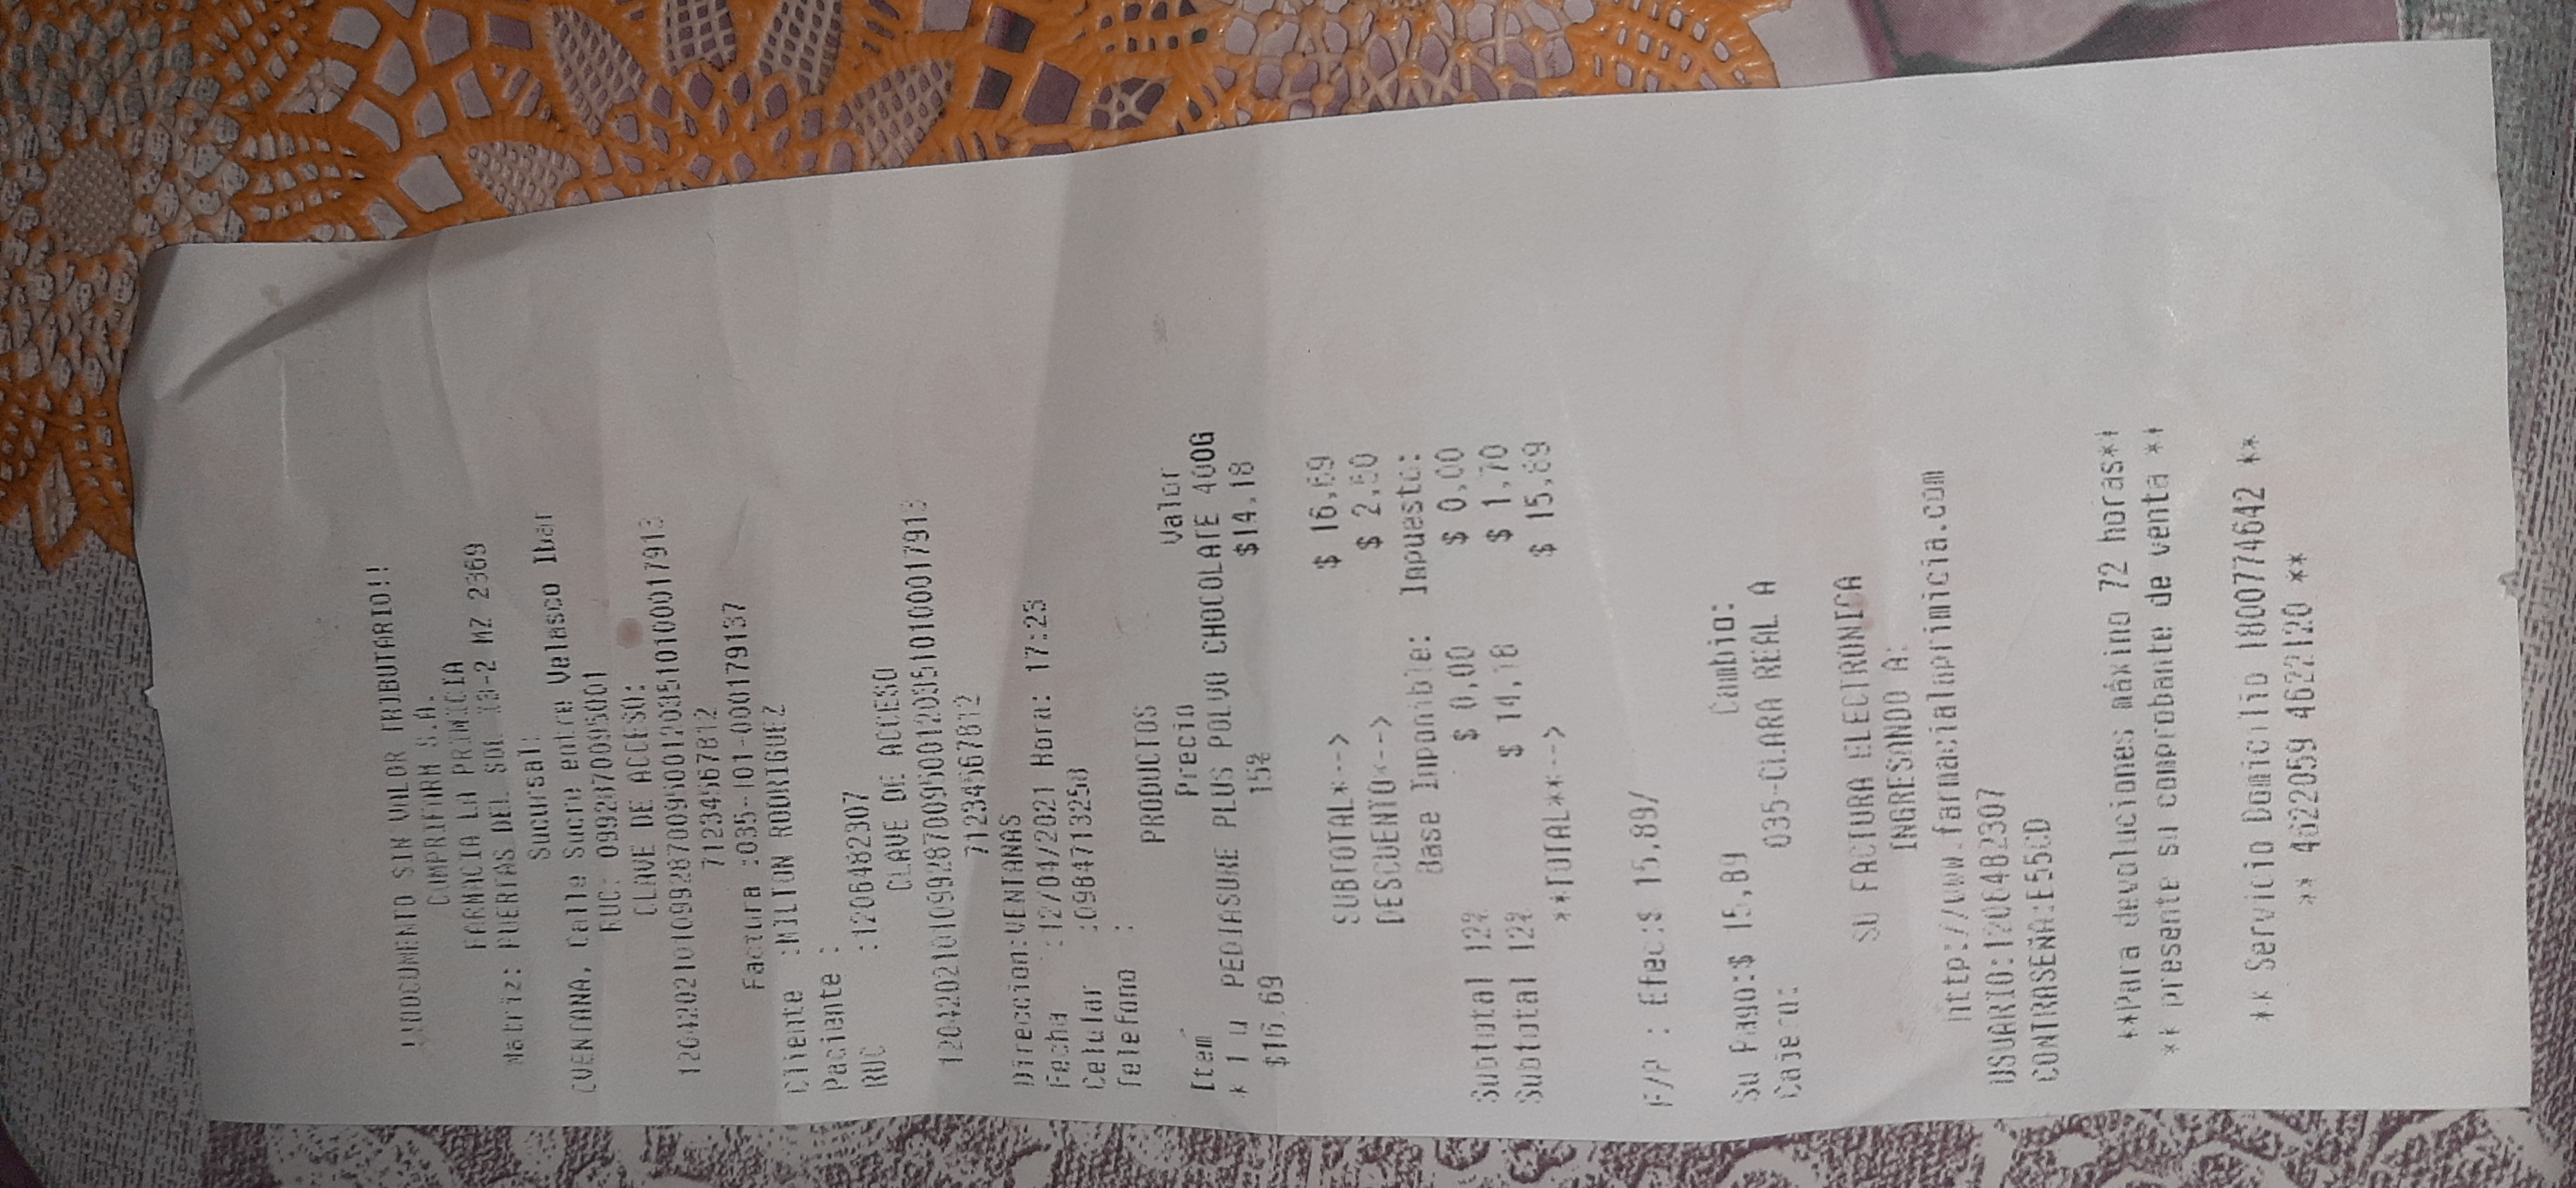 !!DOCUMENTO SIN VALOR TRIBUTARIO!!
COMPRIFARM S.A.
FARMACIA LA PRIMICIA
Matriz: PUERTAS DEL SOL MZ 2369
Sucursal:
CVENTANA, Calle Sucre entre Velasco Ibar
RUC: 0992870095001
CLAVE DE ACCESO:
12042021010992870095001203510100017913
71234567812
Factura :035-101-000179137
Cliente :MILTON RODRIGUEZ
Paciente :
RUC :1206482307
CLAVE DE ACCESO
12042021010992870095001203510100017913
71234567812
Direccion:VENTANAS
Fecha :12/04/2021 Hora: 17:23
Celular :0984713258
Telefono :
PRODUCTOS
Item Precio Valor
* 1 u PEDIASURE PLUS POLVO CHOCOLATE 400G
$16.69 15% $14.18
SUBTOTAL*--> $ 16,69
DESCUENTO*--> $ 2,50
Base Inponible: Impuesto:
Subtotal 12% $ 0,00 $ 0,00
Subtotal 12% $ 14,18 $ 1,70
**TOTAL**--> $ 15,89
F/P : Efec:$ 15,89/
Su Pago:$ 15,89 Cambio:
Cajero: 035-CLARA REAL A
SU FACTURA ELECTRONICA
INGRESANDO A:
http://www.farmacialaprimicia.com
USUARIO:1206482307
CONTRASEÑA:E55CD
**Para devoluciones máximo 72 horas**
** presente su comprobante de venta **
** Servicio Domicilio 1800774642 **
** 4622059 4622120 **